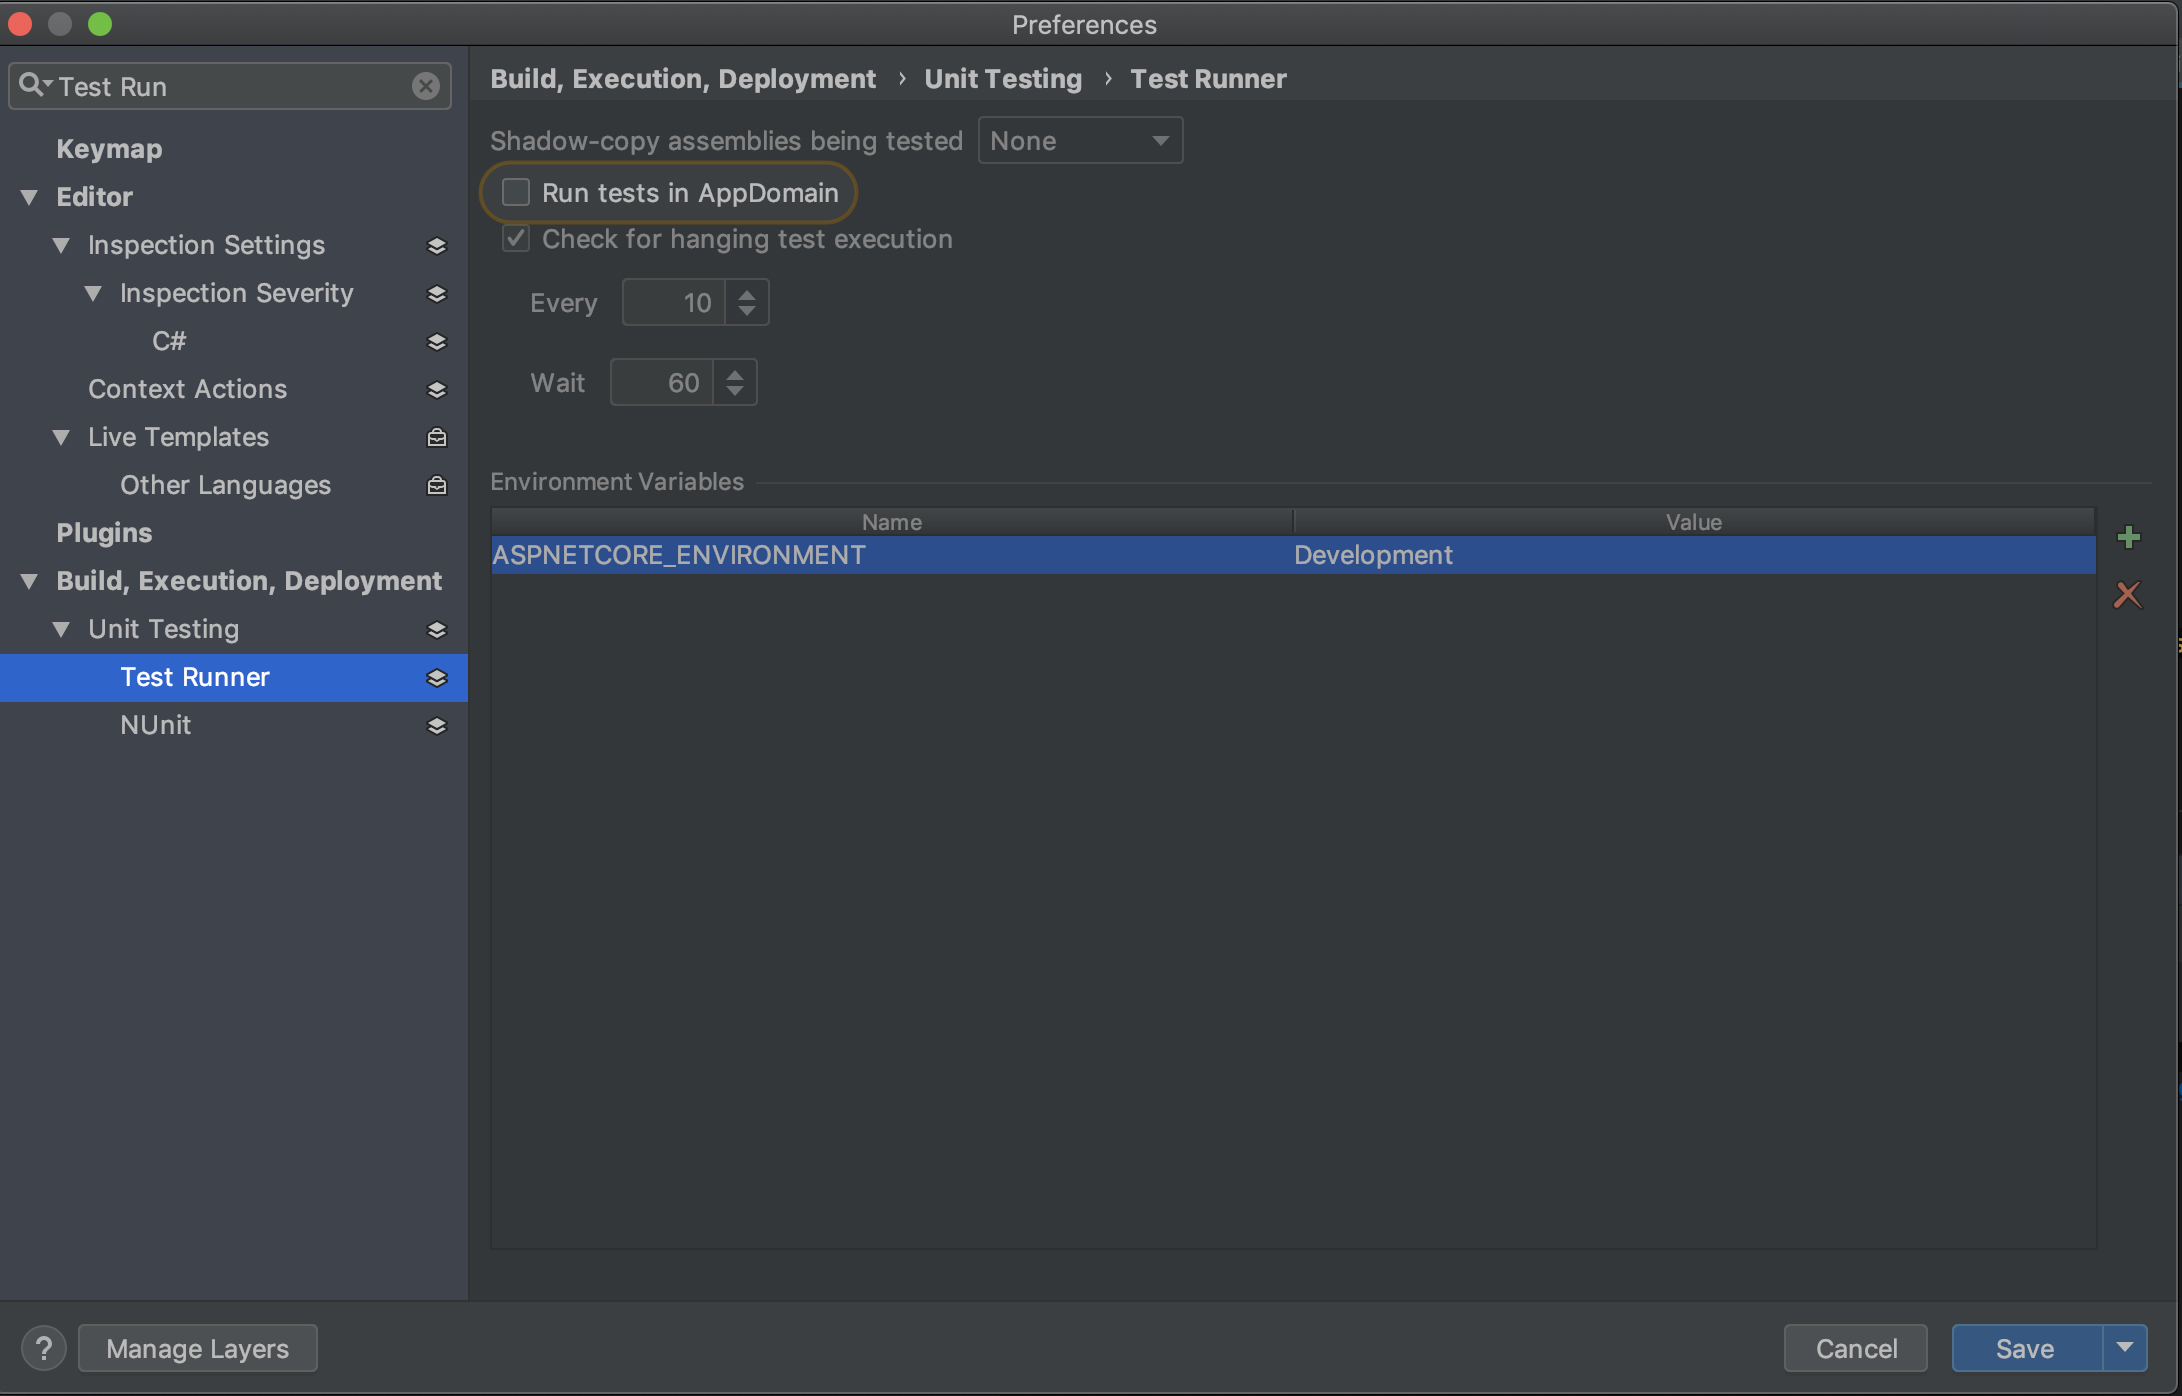 Preferences
Test Run
Keymap
Editor
Inspection Settings
Inspection Severity
C#
Context Actions
Live Templates
Other Languages
Plugins
Build, Execution, Deployment
Unit Testing
Test Runner
NUnit
Build, Execution, Deployment › Unit Testing › Test Runner
Shadow-copy assemblies being tested None
Run tests in AppDomain
Check for hanging test execution
Every 10
Wait 60
Environment Variables
Name Value
ASPNETCORE_ENVIRONMENT Development
? Manage Layers Cancel Save